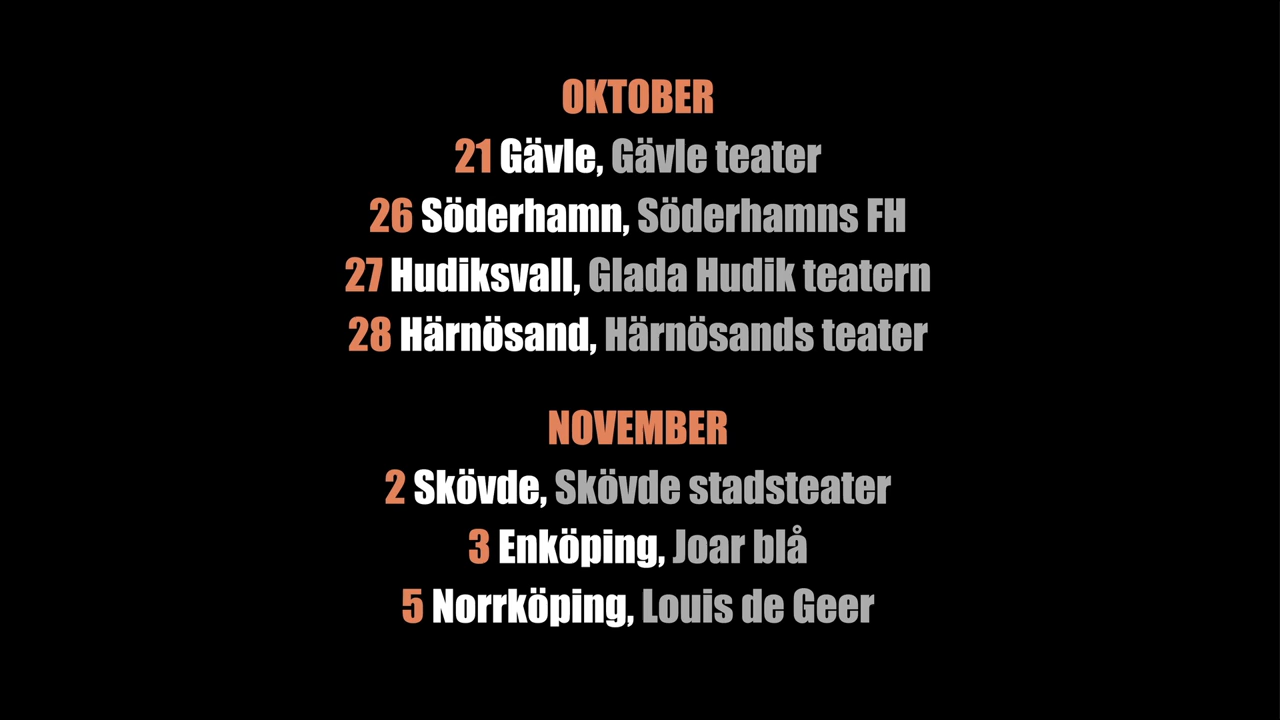 OKTOBER
21 Gävle, Gävle teater
26 Söderhamn, Söderhamns FH
27 Hudiksvall, Glada Hudik teatern
28 Härnösand, Härnösands teater
NOVEMBER
2 Skövde, Skövde stadsteater
3 Enköping, Joar blå
5 Norrköping, Louis de Geer